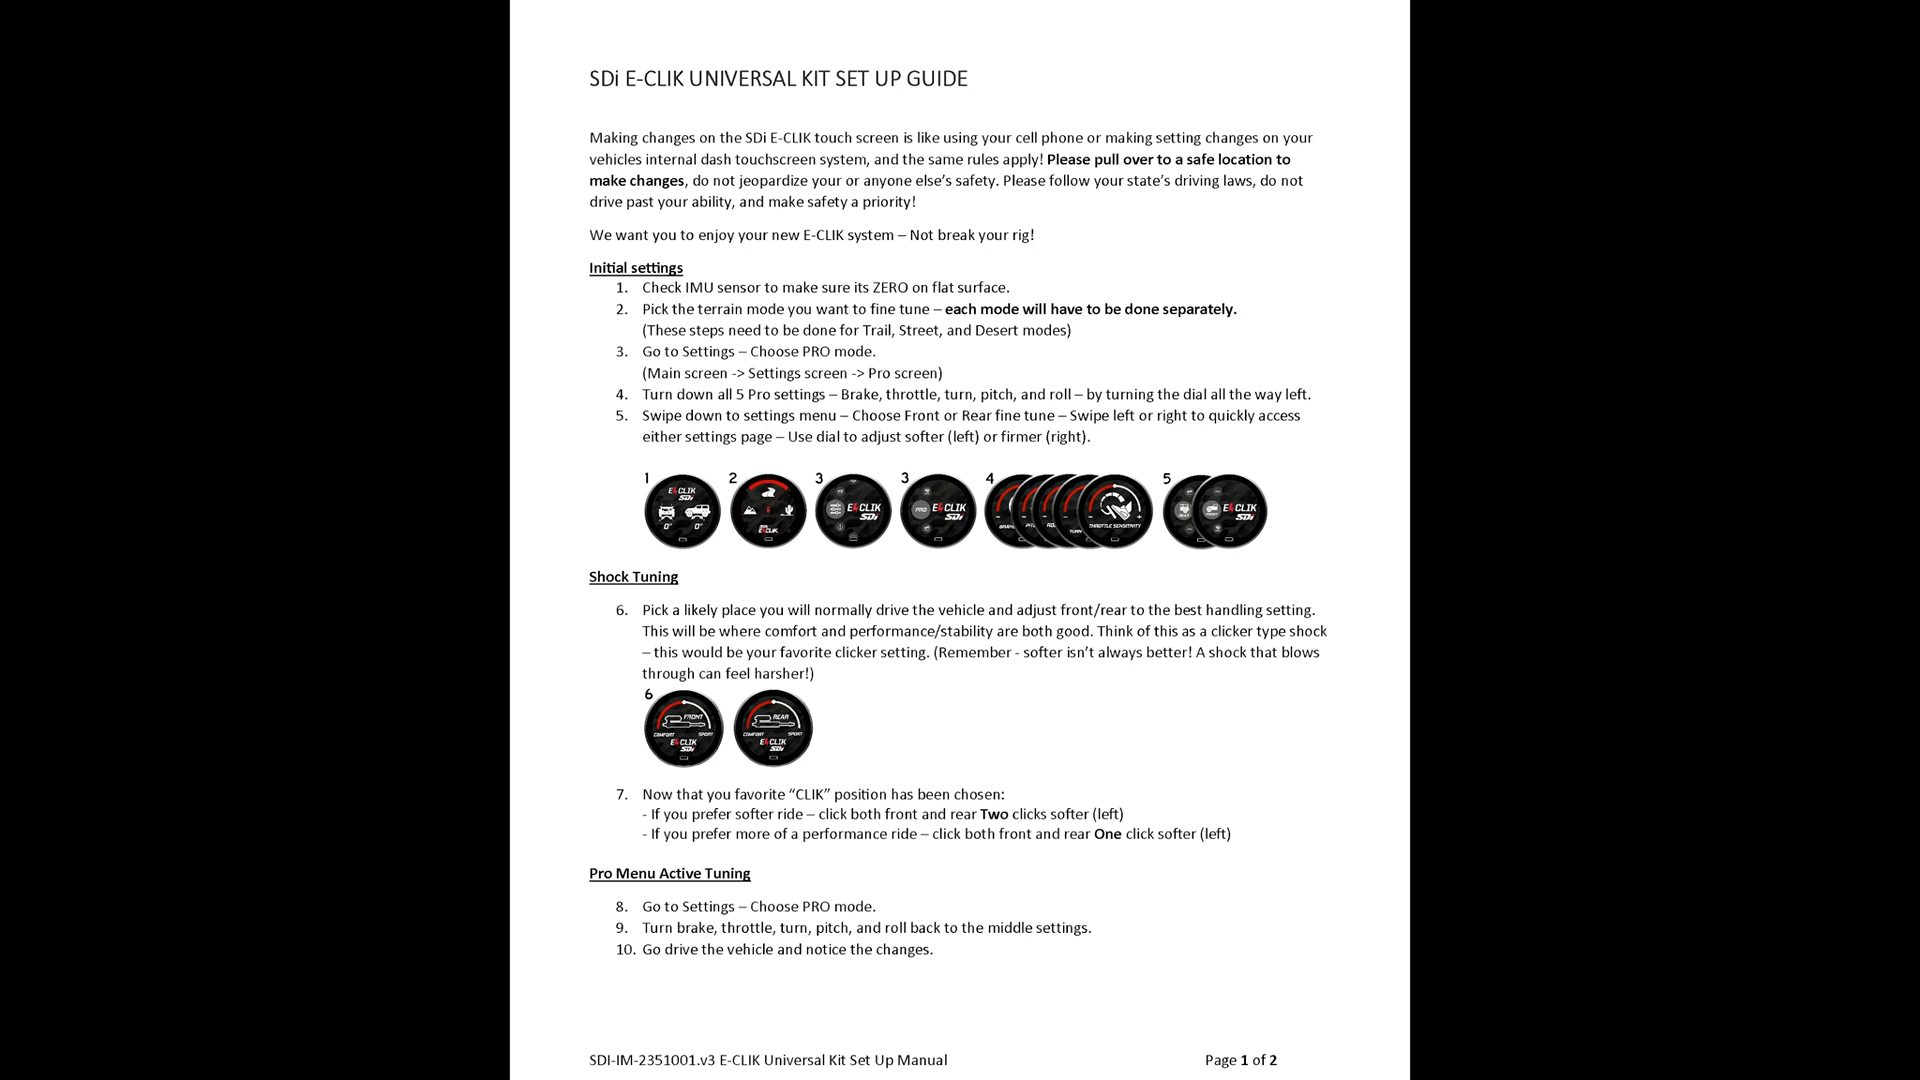 SDi E-CLIK UNIVERSAL KIT SET UP GUIDE
Making changes on the SDi E-CLIK touch screen is like using your cell phone or making setting changes on your
vehicles internal dash touchscreen system, and the same rules apply! Please pull over to a safe location to
make changes, do not jeopardize your or anyone else’s safety. Please follow your state’s driving laws, do not
drive past your ability, and make safety a priority!
We want you to enjoy your new E-CLIK system – Not break your rig!
Initial settings
1. Check IMU sensor to make sure its ZERO on flat surface.
2. Pick the terrain mode you want to fine tune – each mode will have to be done separately.
(These steps need to be done for Trail, Street, and Desert modes)
3. Go to Settings – Choose PRO mode.
(Main screen -> Settings screen -> Pro screen)
4. Turn down all 5 Pro settings – Brake, throttle, turn, pitch, and roll – by turning the dial all the way left.
5. Swipe down to settings menu – Choose Front or Rear fine tune – Swipe left or right to quickly access
either settings page – Use dial to adjust softer (left) or firmer (right).
1 2 3 3 4 5
E-CLIK SDi 0° 0°
E-CLIK
E-CLIK SDi
PRO E-CLIK SDi
THROTTLE SENSITIVITY
E-CLIK SDi
Shock Tuning
6. Pick a likely place you will normally drive the vehicle and adjust front/rear to the best handling setting.
This will be where comfort and performance/stability are both good. Think of this as a clicker type shock
– this would be your favorite clicker setting. (Remember - softer isn’t always better! A shock that blows
through can feel harsher!)
6
FRONT COMFORT SPORT E-CLIK SDi
REAR COMFORT SPORT E-CLIK SDi
7. Now that you favorite “CLIK” position has been chosen:
- If you prefer softer ride – click both front and rear Two clicks softer (left)
- If you prefer more of a performance ride – click both front and rear One click softer (left)
Pro Menu Active Tuning
8. Go to Settings – Choose PRO mode.
9. Turn brake, throttle, turn, pitch, and roll back to the middle settings.
10. Go drive the vehicle and notice the changes.
SDI-IM-2351001.v3 E-CLIK Universal Kit Set Up Manual Page 1 of 2